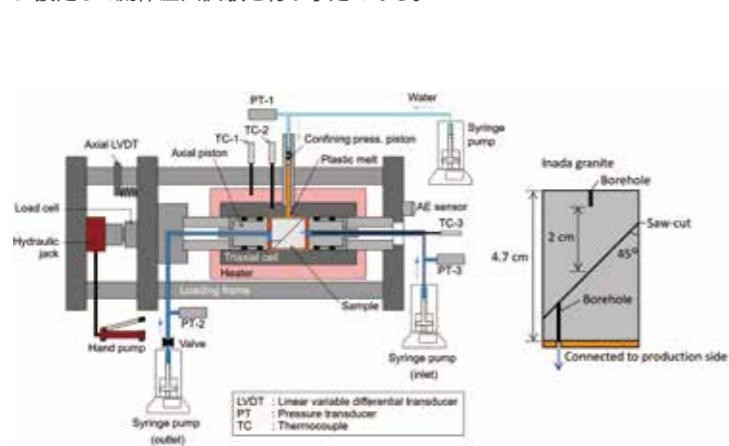 PT-1
Water
TC-2
TC-1
Confining press. piston
Syringe
pump
Axial LVDT
Axial piston
Plastic melt
Load cell
AE sensor
TC-3
Hydraulic
jack
Triaxial cell
PT-3
Heater
Loading frame
Sample
PT-2
Hand pump
Valve
Syringe pump
(inlet)
Syringe pump
(outlet)
LVDT : Linear variable differential transducer
PT : Pressure transducer
TC : Thermocouple
Inada granite
Borehole
Saw-cut
2 cm
45°
4.7 cm
Borehole
Connected to production side